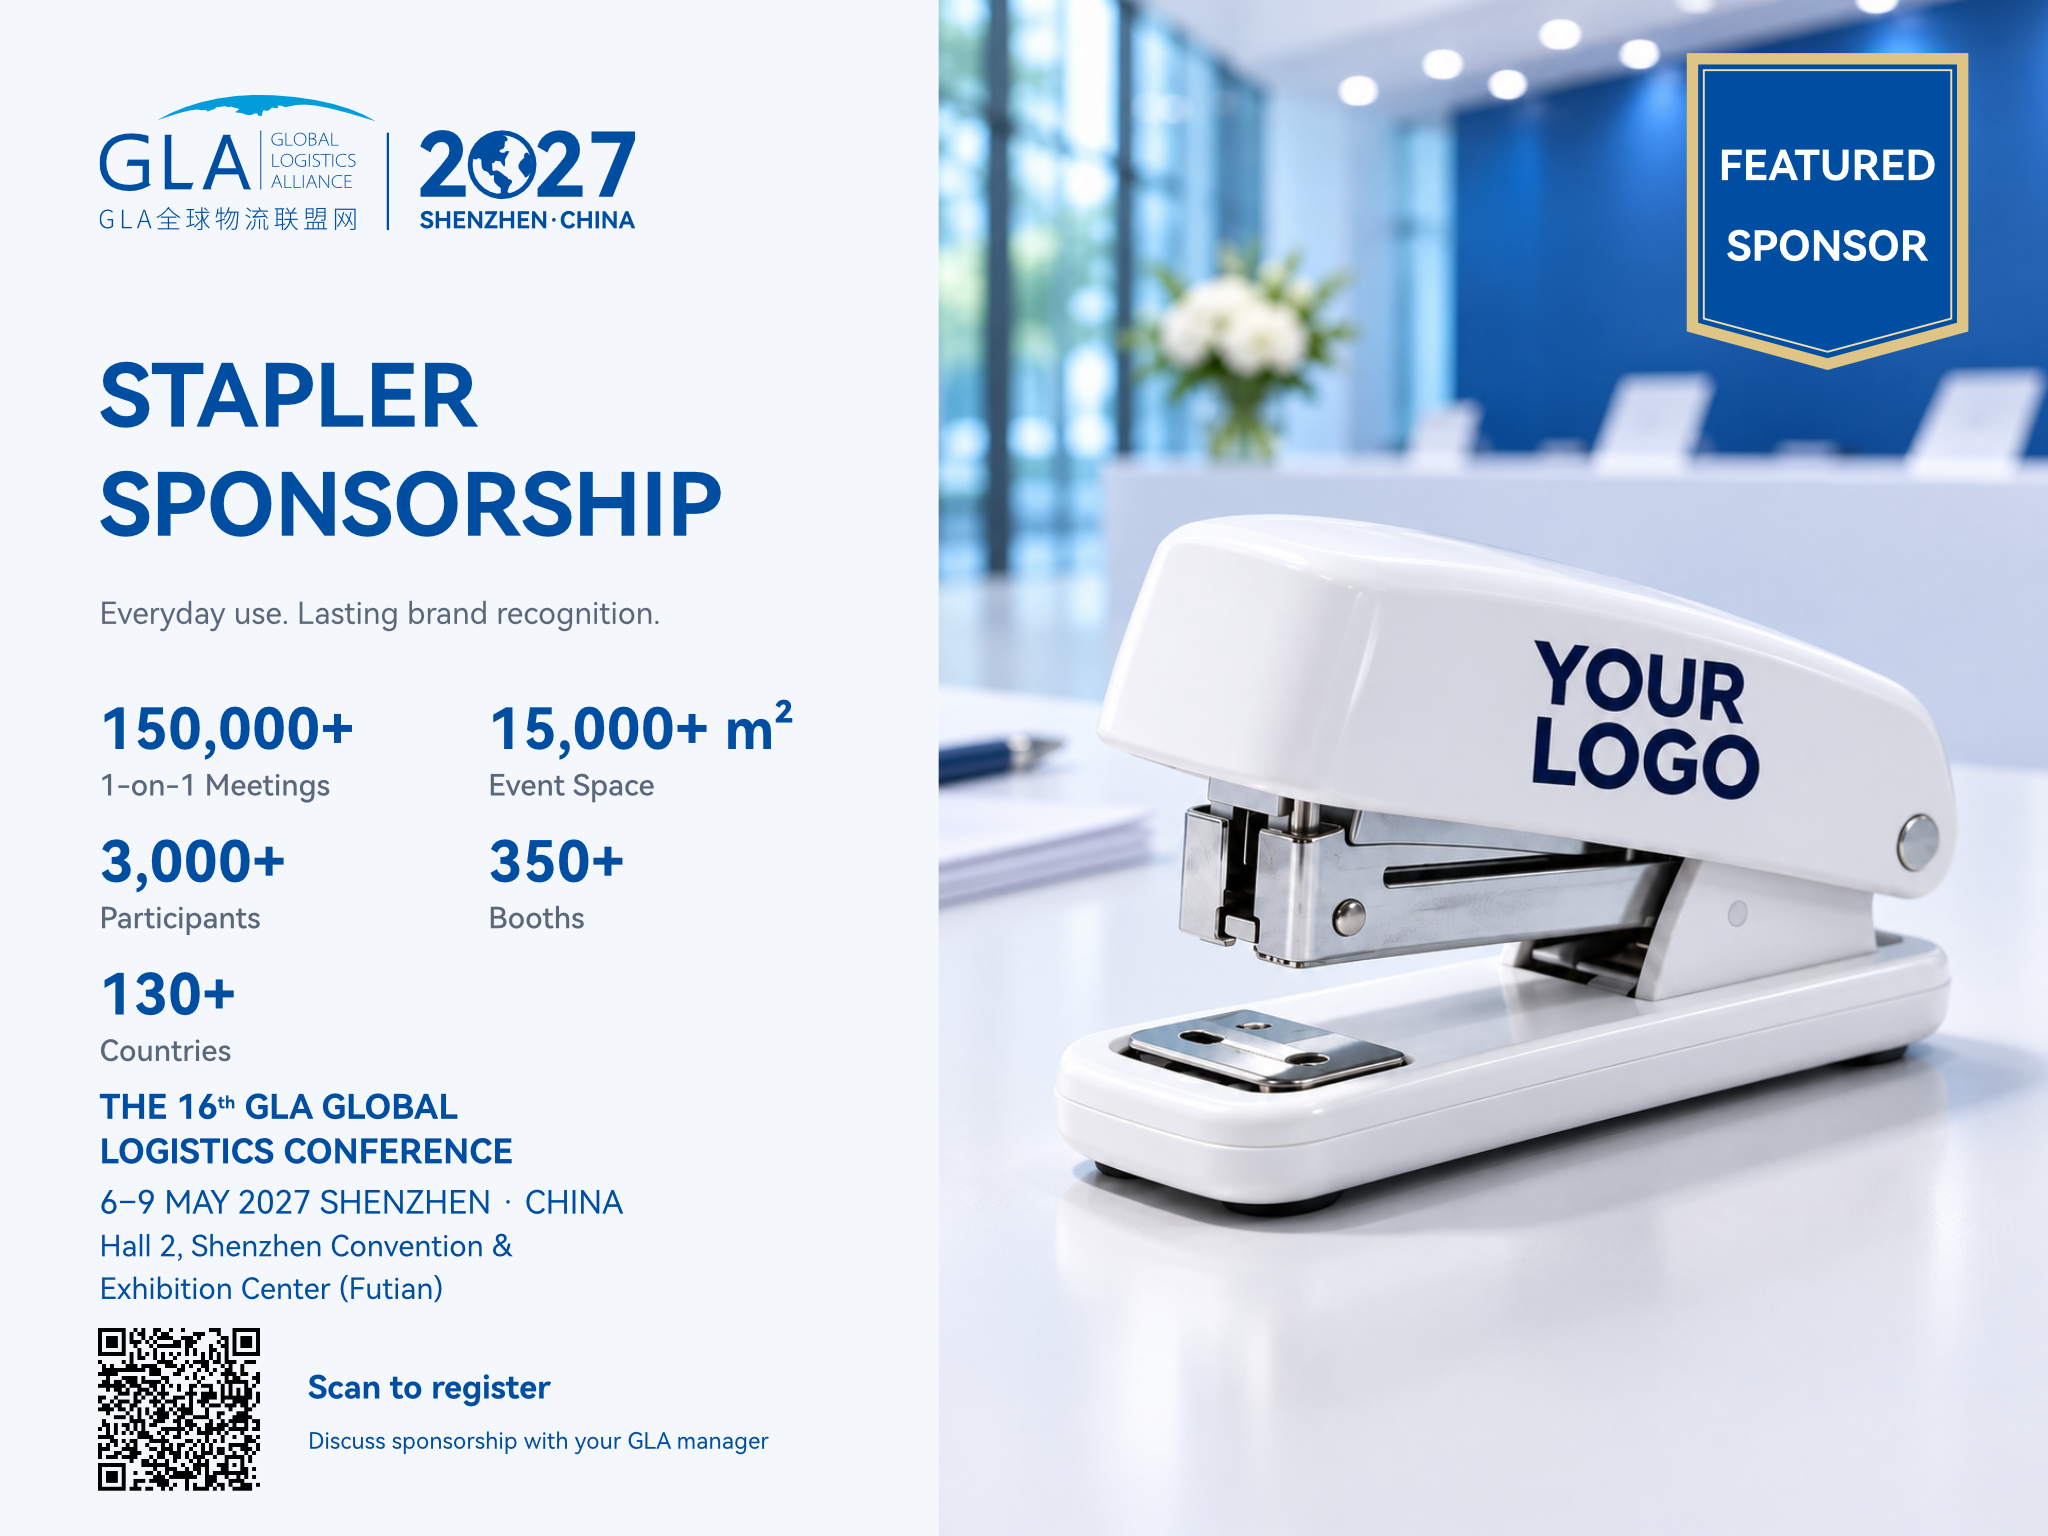 GLA
GLOBAL
LOGISTICS
ALLIANCE
GLA全球物流联盟网
2027
SHENZHEN·CHINA
FEATURED
SPONSOR
STAPLER
SPONSORSHIP
Everyday use. Lasting brand recognition.
150,000+
1-on-1 Meetings
15,000+ m²
Event Space
3,000+
Participants
350+
Booths
130+
Countries
YOUR
LOGO
THE 16th GLA GLOBAL
LOGISTICS CONFERENCE
6–9 MAY 2027 SHENZHEN · CHINA
Hall 2, Shenzhen Convention &
Exhibition Center (Futian)
Scan to register
Discuss sponsorship with your GLA manager